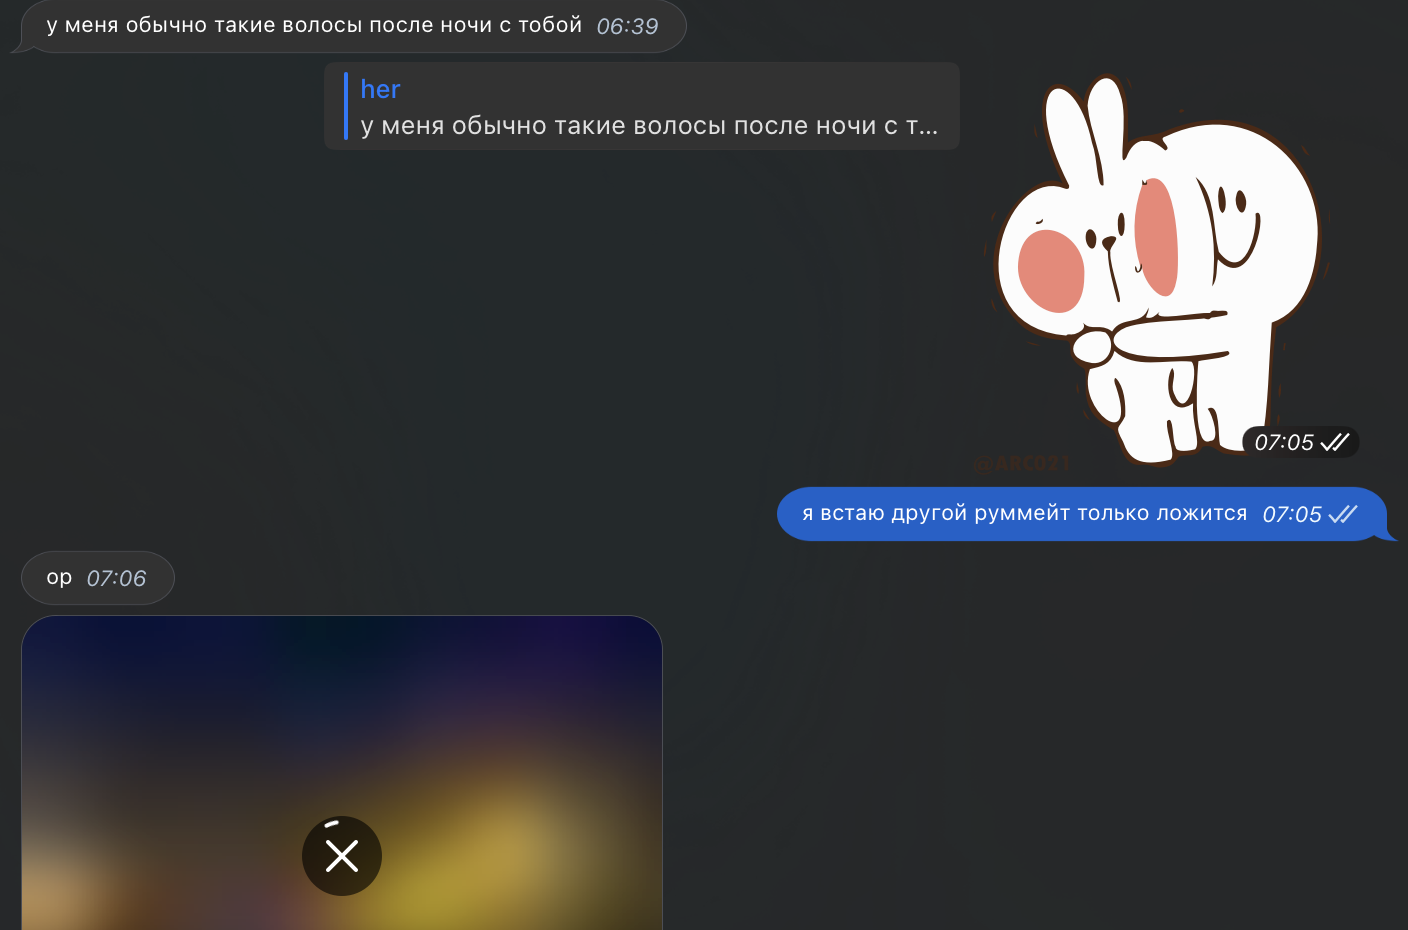 у меня обычно такие волосы после ночи с тобой 06:39
her
у меня обычно такие волосы после ночи с т...
07:05
@ARC021
я встаю другой руммейт только ложится 07:05
ор 07:06